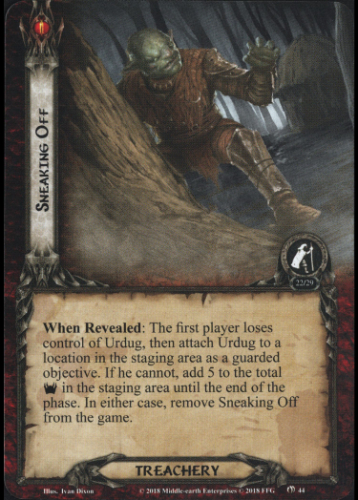 Sneaking Off
22/29
When Revealed: The first player loses
control of Urdug, then attach Urdug to a
location in the staging area as a guarded
objective. If he cannot, add 5 to the total
in the staging area until the end of the
phase. In either case, remove Sneaking Off
from the game.
TREACHERY
Illus. Ivan Dixon © 2018 Middle-earth Enterprises © 2018 FFG 44